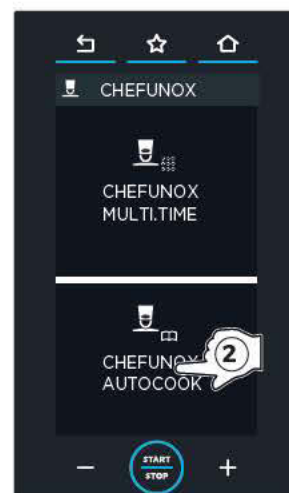 CHEFUNOX
CHEFUNOX
MULTI.TIME
CHEFUNOX
AUTOCOOK
2
−
START
STOP
+